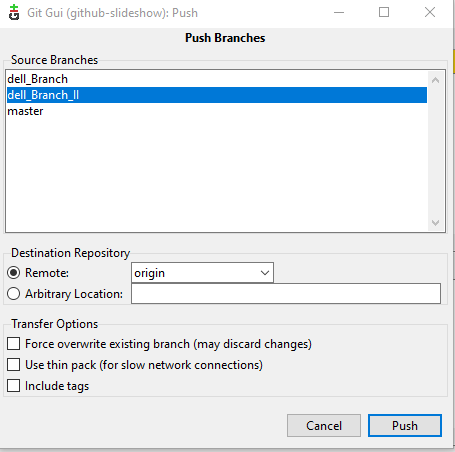 Git Gui (github-slideshow): Push
Push Branches
Source Branches
dell_Branch
dell_Branch_II
master
Destination Repository
Remote: origin
Arbitrary Location:
Transfer Options
Force overwrite existing branch (may discard changes)
Use thin pack (for slow network connections)
Include tags
Cancel Push